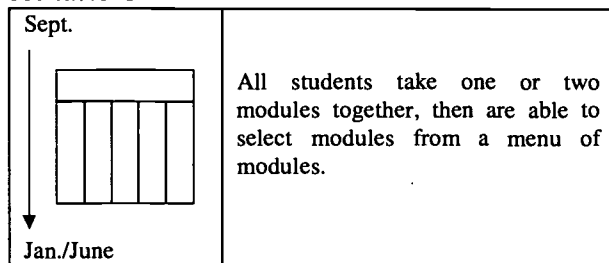 Sept.
All students take one or two
modules together, then are able to
select modules from a menu of
modules.
Jan./June